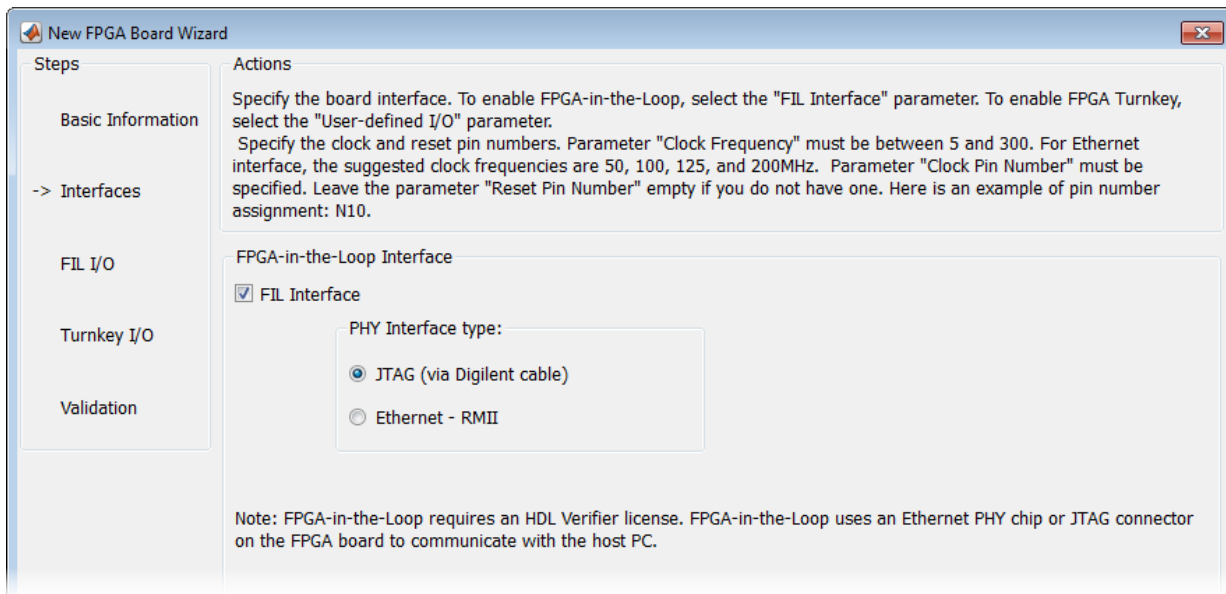 New FPGA Board Wizard
Steps
Basic Information
-> Interfaces
FIL I/O
Turnkey I/O
Validation
Actions
Specify the board interface. To enable FPGA-in-the-Loop, select the "FIL Interface" parameter. To enable FPGA Turnkey,
select the "User-defined I/O" parameter.
Specify the clock and reset pin numbers. Parameter "Clock Frequency" must be between 5 and 300. For Ethernet
interface, the suggested clock frequencies are 50, 100, 125, and 200MHz. Parameter "Clock Pin Number" must be
specified. Leave the parameter "Reset Pin Number" empty if you do not have one. Here is an example of pin number
assignment: N10.
FPGA-in-the-Loop Interface
FIL Interface
PHY Interface type:
JTAG (via Digilent cable)
Ethernet - RMII
Note: FPGA-in-the-Loop requires an HDL Verifier license. FPGA-in-the-Loop uses an Ethernet PHY chip or JTAG connector
on the FPGA board to communicate with the host PC.